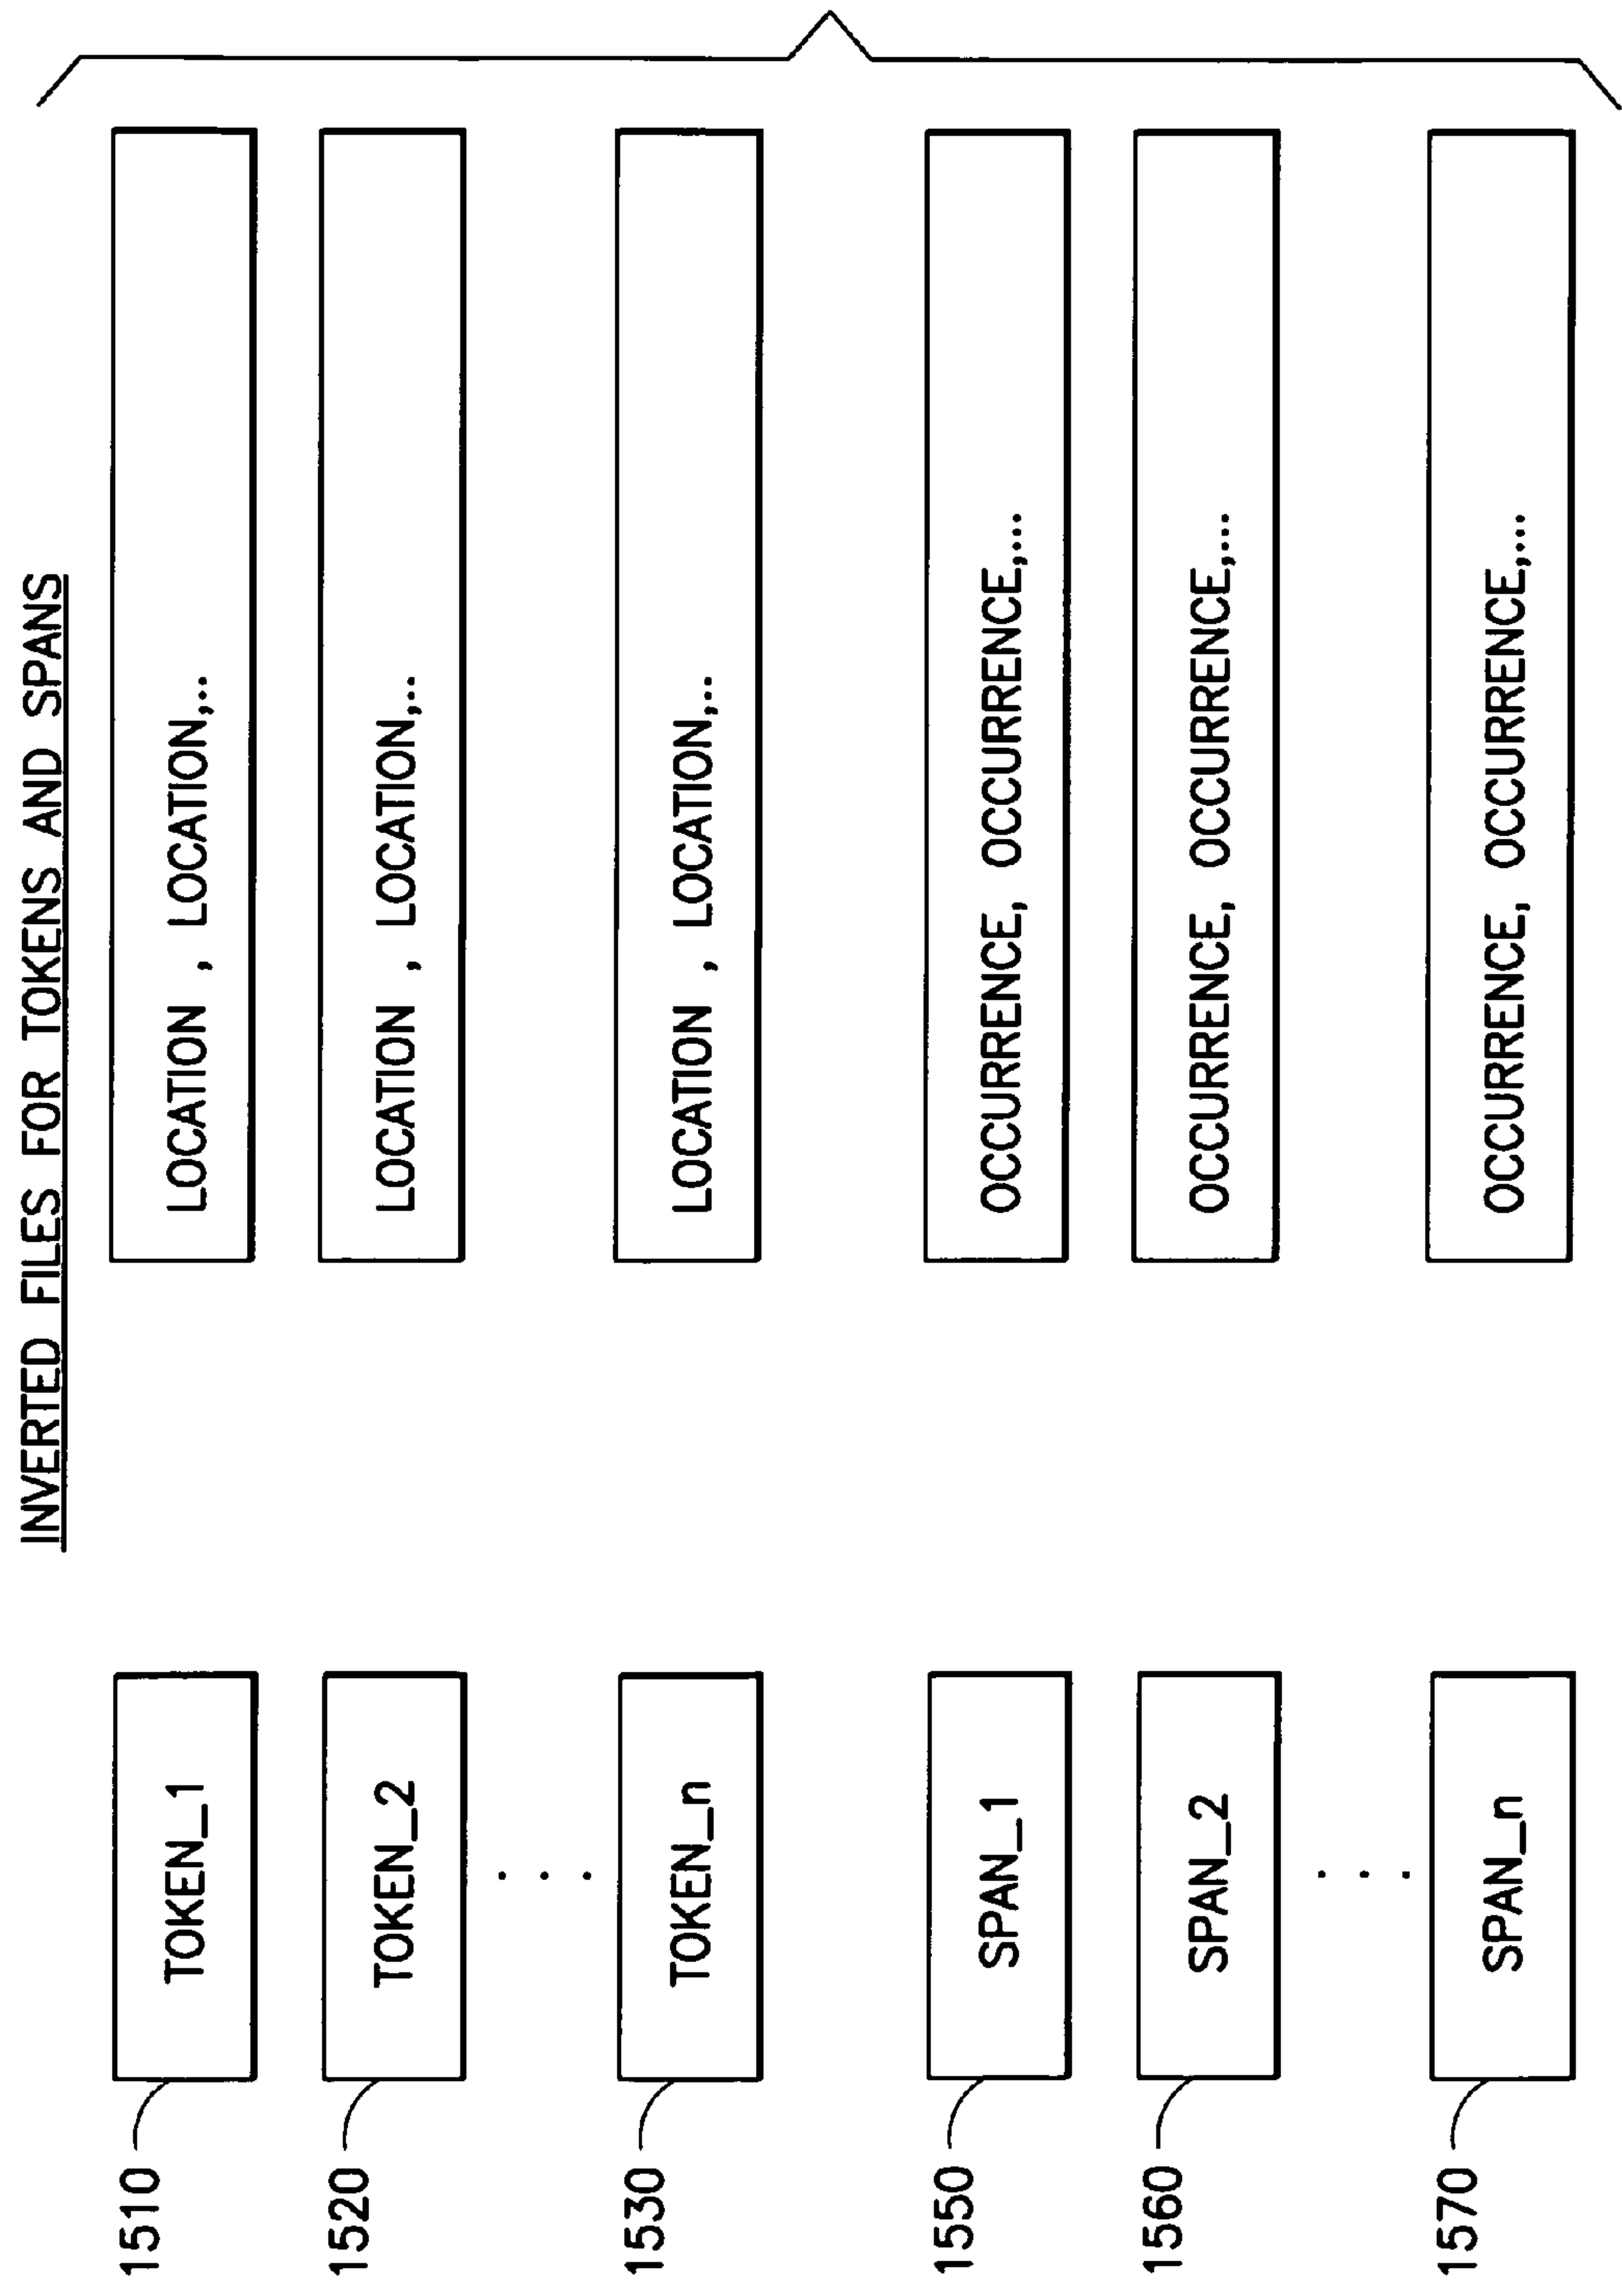 INVERTED FILES FOR TOKENS AND SPANS
1510 TOKEN_1 LOCATION , LOCATION,...
1520 TOKEN_2 LOCATION , LOCATION,...
. . .
1530 TOKEN_n LOCATION , LOCATION,...
1550 SPAN_1 OCCURRENCE, OCCURRENCE,...
1560 SPAN_2 OCCURRENCE, OCCURRENCE,...
. . .
1570 SPAN_n OCCURRENCE, OCCURRENCE,...